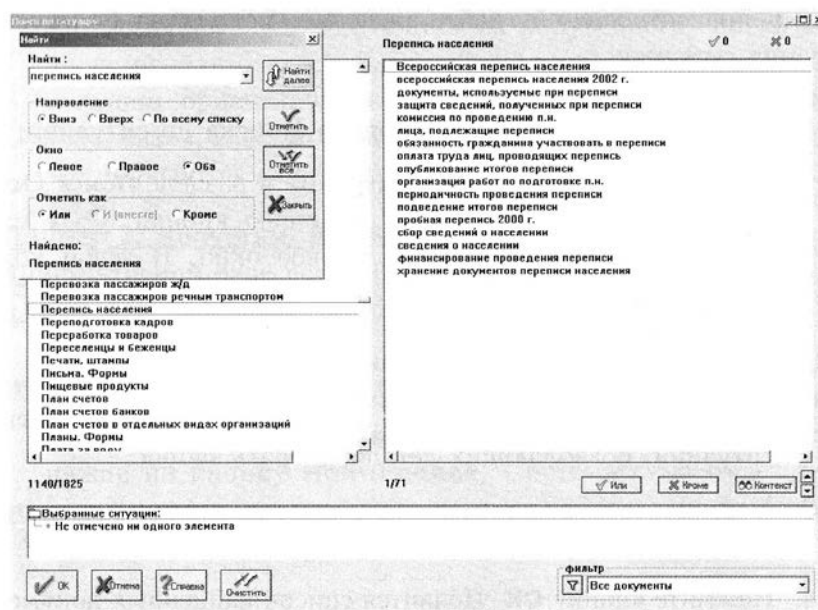 Поиск по ситуации
Найти
Найти :
перепись населения
Найти далее
Направление
Вниз Вверх По всему списку
Отметить
Окно
Левое Правое Оба
Отметить все
Отметить как
Или И (вместе) Кроме
Закрыть
Найдено:
Перепись населения
Перевозка пассажиров ж/д
Перевозка пассажиров речным транспортом
Перепись населения
Переподготовка кадров
Переработка товаров
Переселенцы и беженцы
Печати, штампы
Письма. Формы
Пищевые продукты
План счетов
План счетов банков
План счетов в отдельных видах организаций
Планы. Формы
Плата за воду
1140/1825
Перепись населения 0 0
Всероссийская перепись населения
всероссийская перепись населения 2002 г.
документы, используемые при переписи
защита сведений, полученных при переписи
комиссия по проведению п.н.
лица, подлежащие переписи
обязанность гражданина участвовать в переписи
оплата труда лиц, проводящих перепись
опубликование итогов переписи
организация работ по подготовке п.н.
периодичность проведения переписи
подведение итогов переписи
пробная перепись 2000 г.
сбор сведений о населении
сведения о населении
финансирование проведения переписи
хранение документов переписи населения
1/71
Или Кроме Контекст
Выбранные ситуации:
Не отмечено ни одного элемента
OK Отмена Справка Очистить
фильтр
Все документы